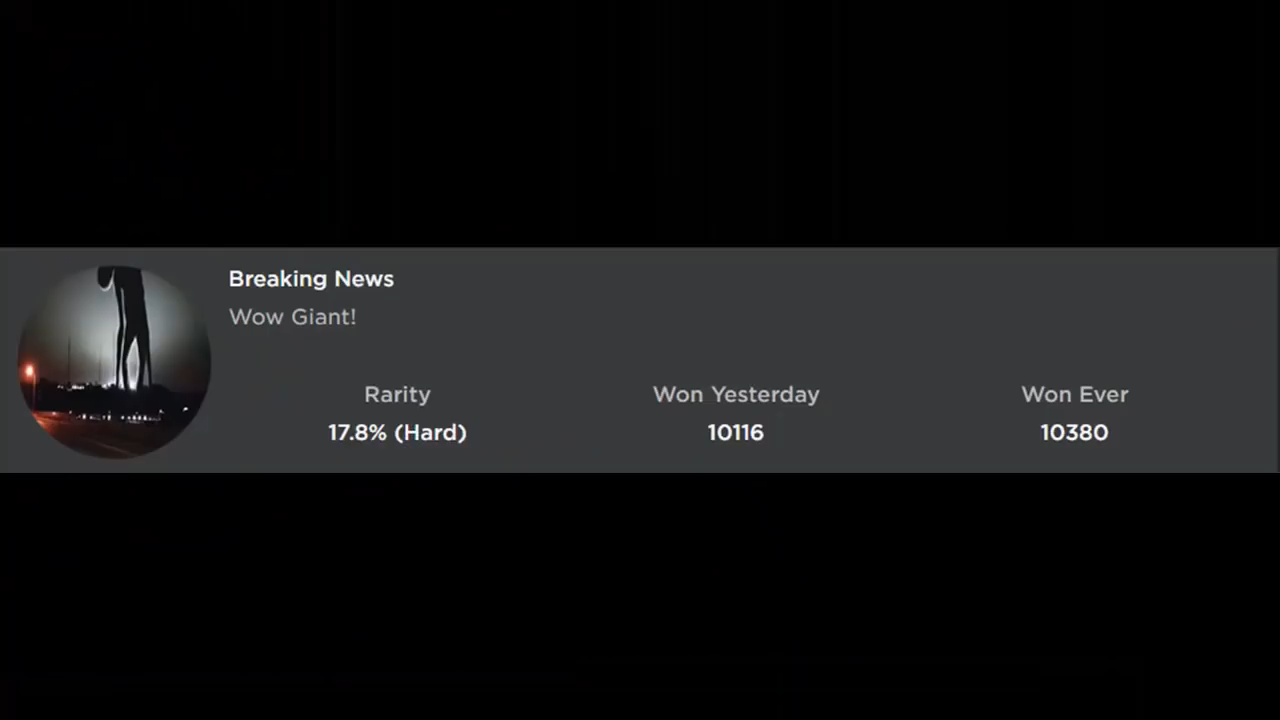 Breaking News
Wow Giant!
Rarity Won Yesterday Won Ever
17.8% (Hard) 10116 10380